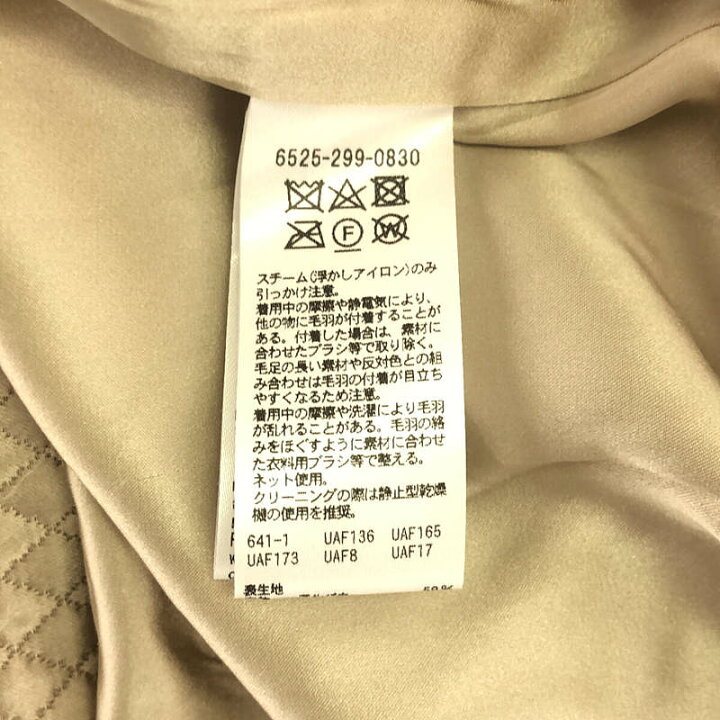 6525-299-0830
F
W
スチーム(浮かしアイロン)のみ
引っかけ注意。
着用中の摩擦や静電気により、
他の物に毛羽が付着することが
ある。付着した場合は、素材に
合わせたブラシ等で取り除く。
毛足の長い素材や反対色との組
み合わせは毛羽の付着が目立ち
やすくなるため注意。
着用中の摩擦や洗濯により毛羽
が乱れることがある。毛羽の絡
みをほぐすように素材に合わせ
た衣料用ブラシ等で整える。
ネット使用。
クリーニングの際は静止型乾燥
機の使用を推奨。
641-1 UAF136 UAF165
UAF173 UAF8 UAF17
表生地